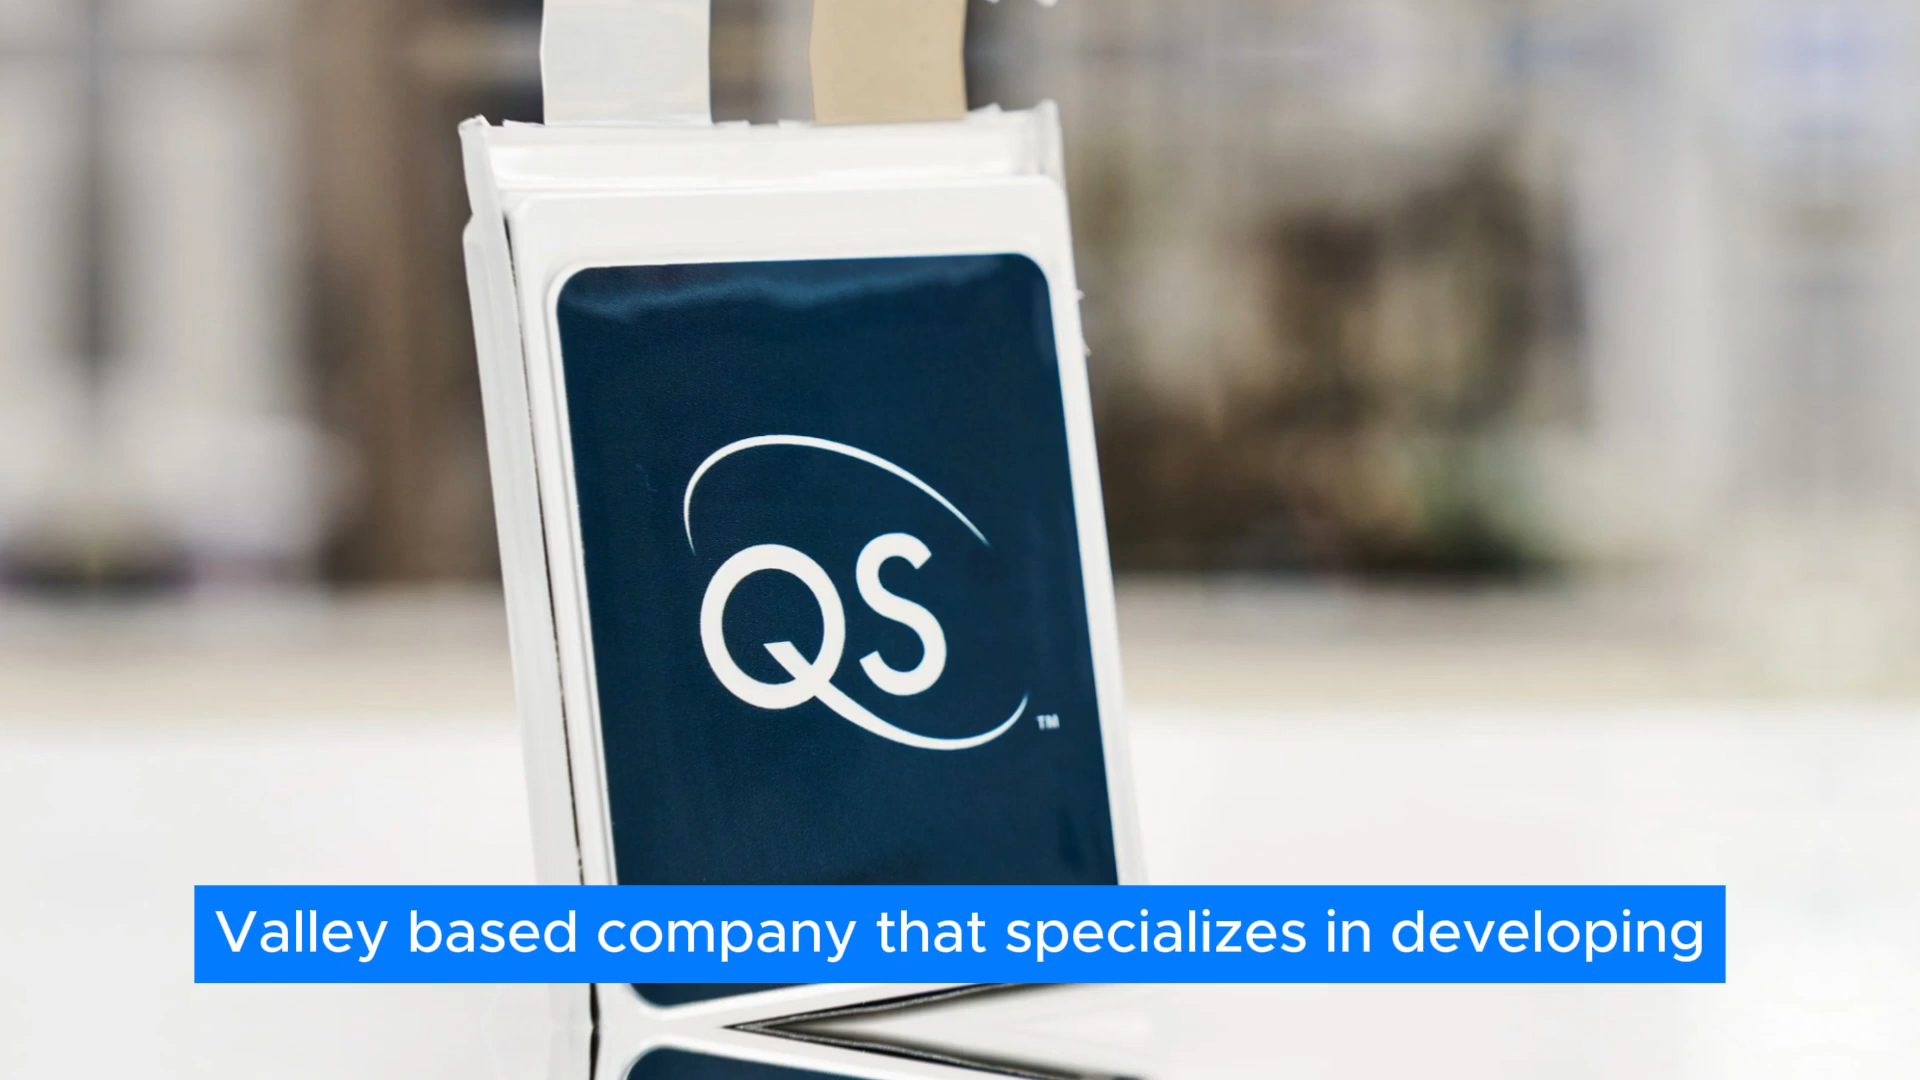 QS
TM
Valley based company that specializes in developing